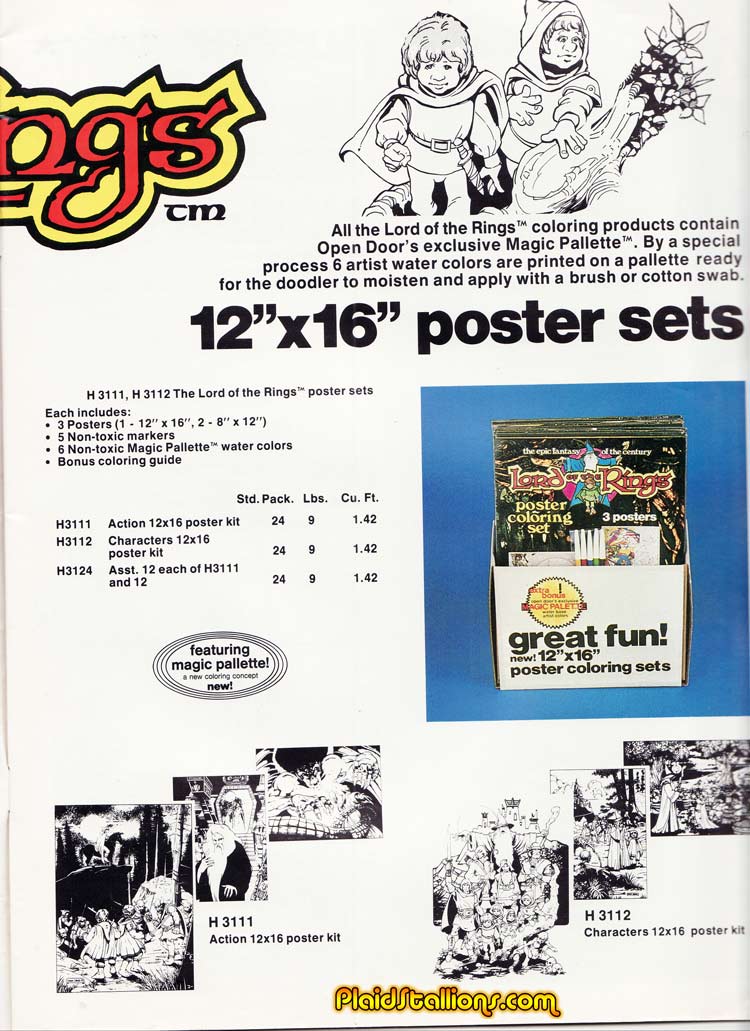 ngs
TM
All the Lord of the Rings™ coloring products contain
Open Door's exclusive Magic Pallette™. By a special
process 6 artist water colors are printed on a pallette ready
for the doodler to moisten and apply with a brush or cotton swab.
12”x16” poster sets
H 3111, H 3112 The Lord of the Rings™ poster sets
Each includes:
• 3 Posters (1 - 12” x 16”, 2 - 8” x 12”)
• 5 Non-toxic markers
• 6 Non-toxic Magic Pallette™ water colors
• Bonus coloring guide
Std. Pack. Lbs. Cu. Ft.
H3111 Action 12x16 poster kit 24 9 1.42
H3112 Characters 12x16
poster kit 24 9 1.42
H3124 Asst. 12 each of H3111
and 12 24 9 1.42
featuring
magic pallette!
a new coloring concept
new!
the epic fantasy of the century
Lord of the Rings
poster
coloring
set
3 posters
extra
bonus!
open door's exclusive
MAGIC PALETTE
water base
artist colors
great fun!
new! 12”x16”
poster coloring sets
H 3111
Action 12x16 poster kit
H 3112
Characters 12x16 poster kit
PlaidStallions.com